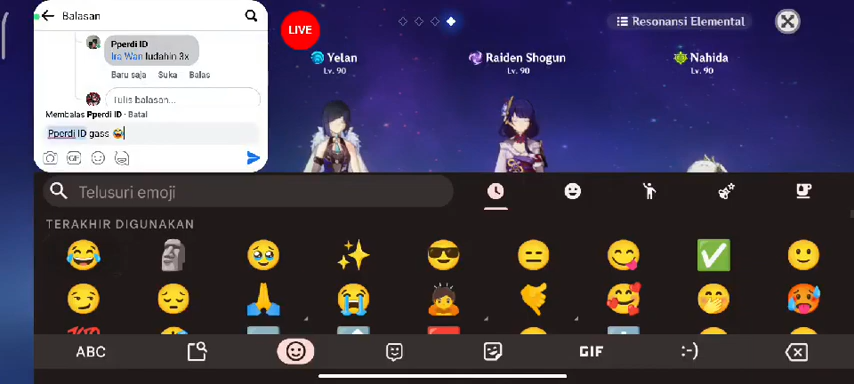 Balasan
LIVE
Resonansi Elemental
Pperdi ID
Ira Wan ludahin 3x
Baru saja Suka Balas
Tulis balasan...
Membalas Pperdi ID · Batal
Pperdi ID gass 😂
Yelan
Lv. 90
Raiden Shogun
Lv. 90
Nahida
Lv. 90
Telusuri emoji
TERAKHIR DIGUNAKAN
ABC
GIF
:-)